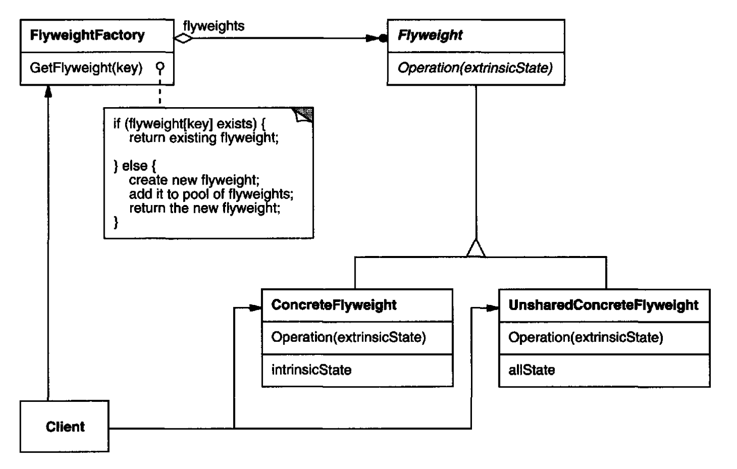 FlyweightFactory
flyweights
Flyweight
GetFlyweight(key)
Operation(extrinsicState)
if (flyweight[key] exists) {
return existing flyweight;
} else {
create new flyweight;
add it to pool of flyweights;
return the new flyweight;
}
ConcreteFlyweight
Operation(extrinsicState)
intrinsicState
UnsharedConcreteFlyweight
Operation(extrinsicState)
allState
Client